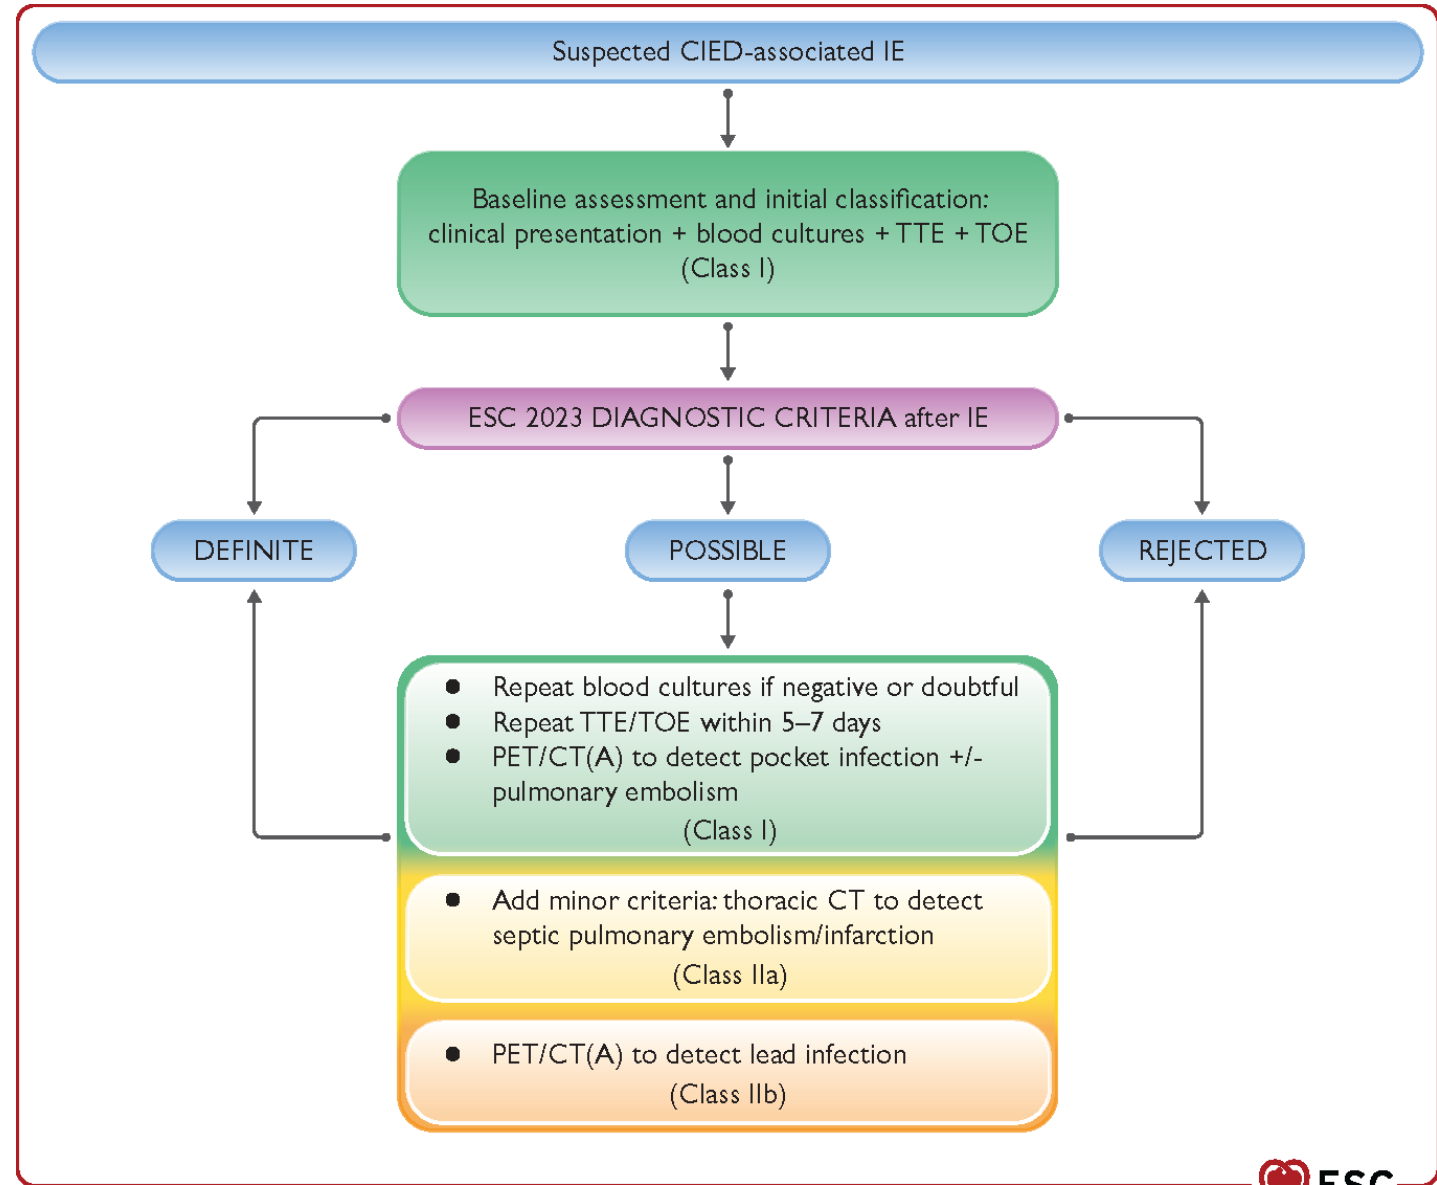 Suspected CIED-associated IE
Baseline assessment and initial classification:
clinical presentation + blood cultures + TTE + TOE
(Class I)
ESC 2023 DIAGNOSTIC CRITERIA after IE
DEFINITE
POSSIBLE
REJECTED
● Repeat blood cultures if negative or doubtful
● Repeat TTE/TOE within 5–7 days
● PET/CT(A) to detect pocket infection +/-
pulmonary embolism
(Class I)
● Add minor criteria: thoracic CT to detect
septic pulmonary embolism/infarction
(Class IIa)
● PET/CT(A) to detect lead infection
(Class IIb)
ESC